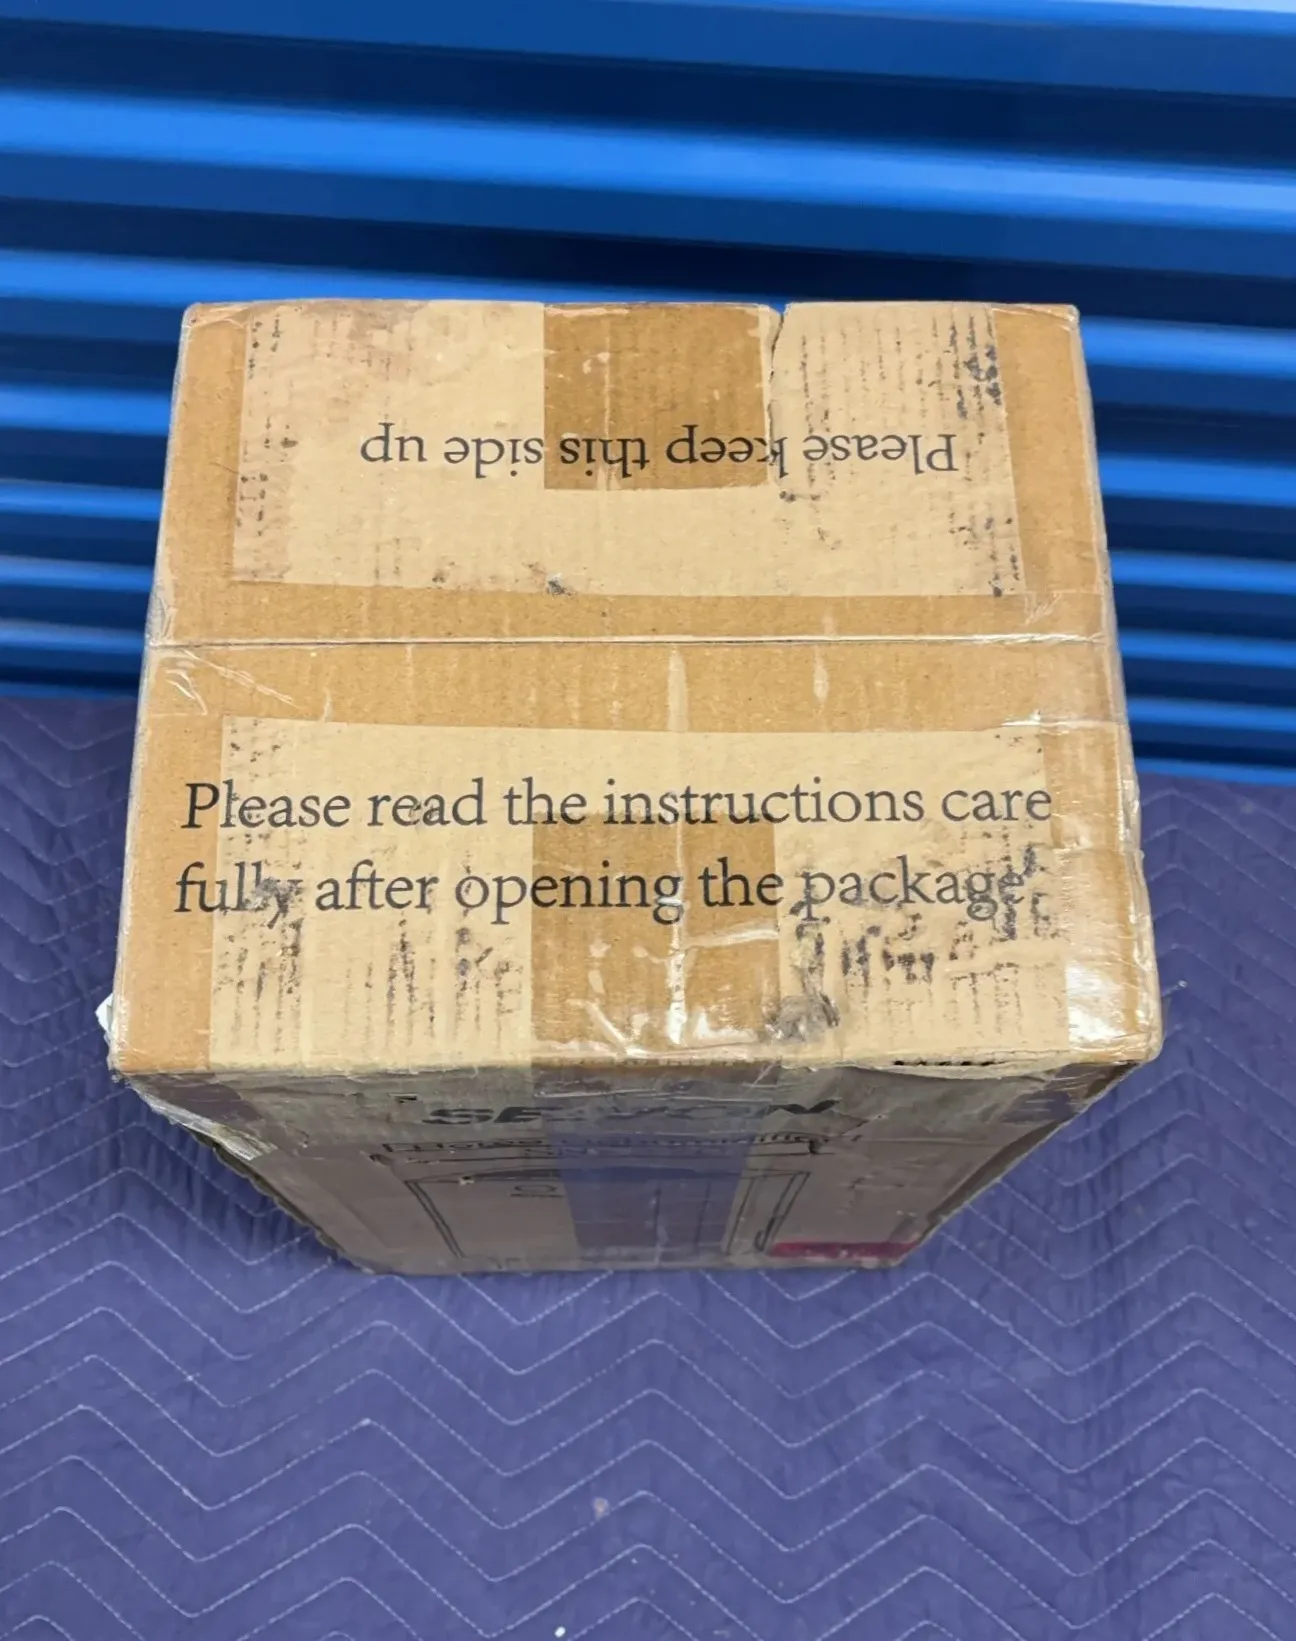 Please keep this side up
Please read the instructions care
fully after opening the package